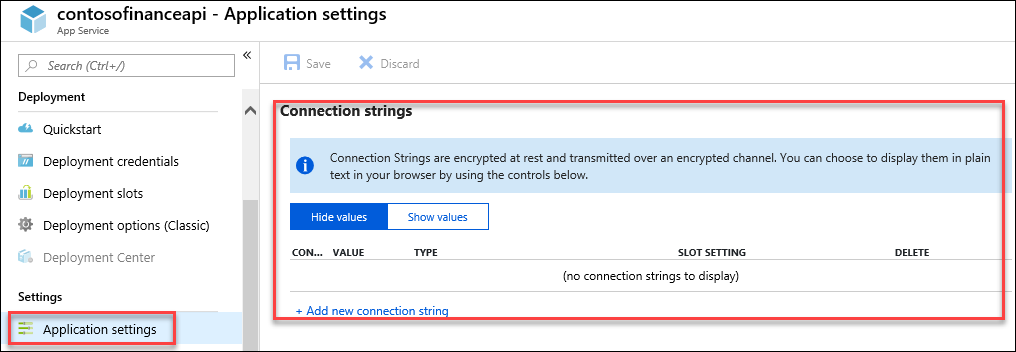 contosofinanceapi - Application settings
App Service
Search (Ctrl+/)
«
Deployment
Quickstart
Deployment credentials
Deployment slots
Deployment options (Classic)
Deployment Center
Settings
Application settings
Save
Discard
Connection strings
Connection Strings are encrypted at rest and transmitted over an encrypted channel. You can choose to display them in plain
text in your browser by using the controls below.
Hide values
Show values
CON... VALUE TYPE SLOT SETTING DELETE
(no connection strings to display)
+ Add new connection string